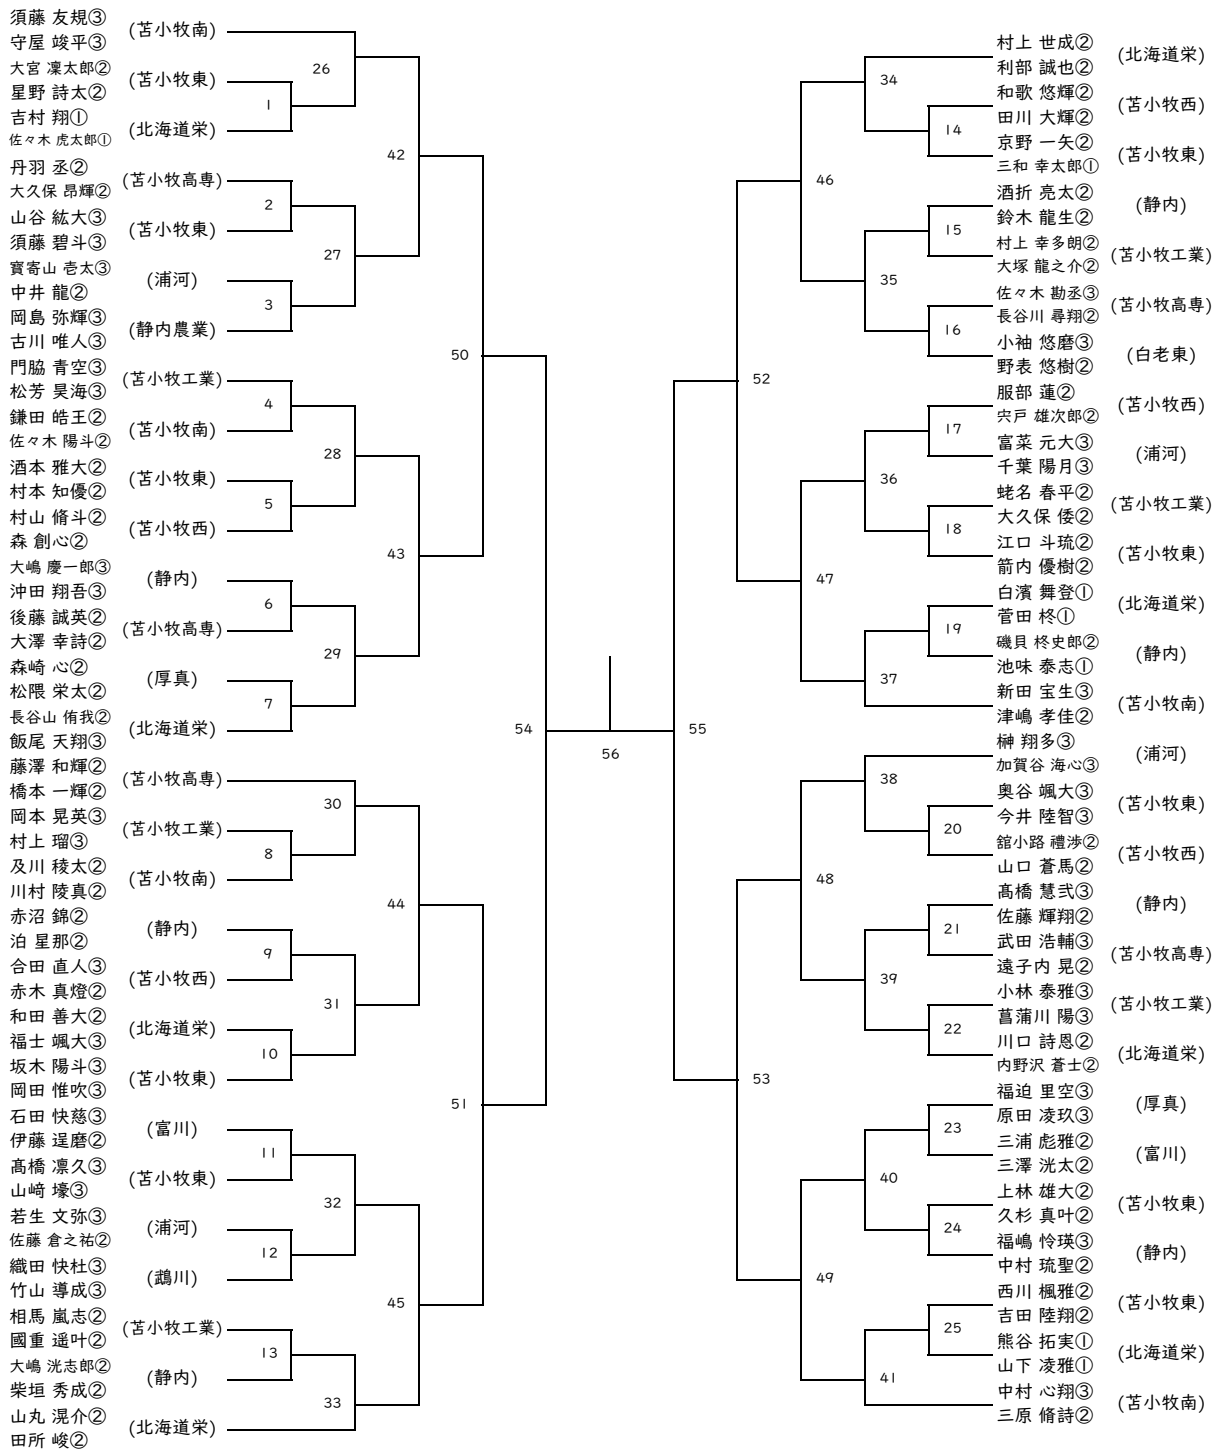 須藤 友規③
守屋 竣平③
(苫小牧南)
大宮 凜太郎②
星野 詩太②
(苫小牧東)
吉村 翔①
佐々木 虎太郎①
(北海道栄)
丹羽 丞②
大久保 昂輝②
(苫小牧高専)
山谷 紘大③
須藤 碧斗③
(苫小牧東)
寳寄山 壱太③
中井 龍②
(浦河)
岡島 弥輝③
古川 唯人③
(静内農業)
門脇 青空③
松芳 昊海③
(苫小牧工業)
鎌田 皓王②
佐々木 陽斗②
(苫小牧南)
酒本 雅大②
村本 知優②
(苫小牧東)
村山 脩斗②
森 創心②
(苫小牧西)
大嶋 慶一郎③
沖田 翔吾③
(静内)
後藤 誠英②
大澤 幸詩②
(苫小牧高専)
森崎 心②
松隈 栄太②
(厚真)
長谷山 侑我②
飯尾 天翔③
(北海道栄)
藤澤 和輝②
橋本 一輝②
(苫小牧高専)
岡本 晃英③
村上 瑠③
(苫小牧工業)
及川 稜太②
川村 陵真②
(苫小牧南)
赤沼 錦②
泊 星那②
(静内)
合田 直人③
赤木 真燈②
(苫小牧西)
和田 善大②
福士 颯大③
(北海道栄)
坂木 陽斗③
岡田 惟吹③
(苫小牧東)
石田 快慈③
伊藤 逞磨②
(富川)
髙橋 凛久③
山﨑 壕③
(苫小牧東)
若生 文弥③
佐藤 倉之祐②
(浦河)
織田 快杜③
竹山 導成③
(鵡川)
相馬 嵐志②
國重 遥叶②
(苫小牧工業)
大嶋 洸志郎②
柴垣 秀成②
(静内)
山丸 滉介②
田所 峻②
(北海道栄)
1
2
3
4
5
6
7
8
9
10
11
12
13
26
27
28
29
30
31
32
33
42
43
44
45
50
51
54
56
55
52
53
46
47
48
49
34
35
36
37
38
39
40
41
14
15
16
17
18
19
20
21
22
23
24
25
村上 世成②
利部 誠也②
(北海道栄)
和歌 悠輝②
田川 大輝②
(苫小牧西)
京野 一矢②
三和 幸太郎①
(苫小牧東)
酒折 亮太②
鈴木 龍生②
(静内)
村上 幸多朗②
大塚 龍之介②
(苫小牧工業)
佐々木 勘丞③
長谷川 尋翔②
(苫小牧高専)
小袖 悠磨③
野表 悠樹②
(白老東)
服部 蓮②
宍戸 雄次郎②
(苫小牧西)
富菜 元大③
千葉 陽月③
(浦河)
蛯名 春平②
大久保 倭②
(苫小牧工業)
江口 斗琉②
箭内 優樹②
(苫小牧東)
白濱 舞登①
菅田 柊①
(北海道栄)
磯貝 柊史郎②
池味 泰志①
(静内)
新田 宝生③
津嶋 孝佳②
(苫小牧南)
榊 翔多③
加賀谷 海心③
(浦河)
奥谷 颯大③
今井 陸智③
(苫小牧東)
舘小路 禮渉②
山口 蒼馬②
(苫小牧西)
髙橋 慧弐③
佐藤 輝翔②
(静内)
武田 浩輔③
遠子内 晃②
(苫小牧高専)
小林 泰雅③
菖蒲川 陽③
(苫小牧工業)
川口 詩恩②
内野沢 蒼士②
(北海道栄)
福迫 里空③
原田 凌玖③
(厚真)
三浦 彪雅②
三澤 洸太②
(富川)
上林 雄大②
久杉 真叶②
(苫小牧東)
福嶋 怜瑛③
中村 琉聖②
(静内)
西川 楓雅②
吉田 陸翔②
(苫小牧東)
熊谷 拓実①
山下 凌雅①
(北海道栄)
中村 心翔③
三原 脩詩②
(苫小牧南)